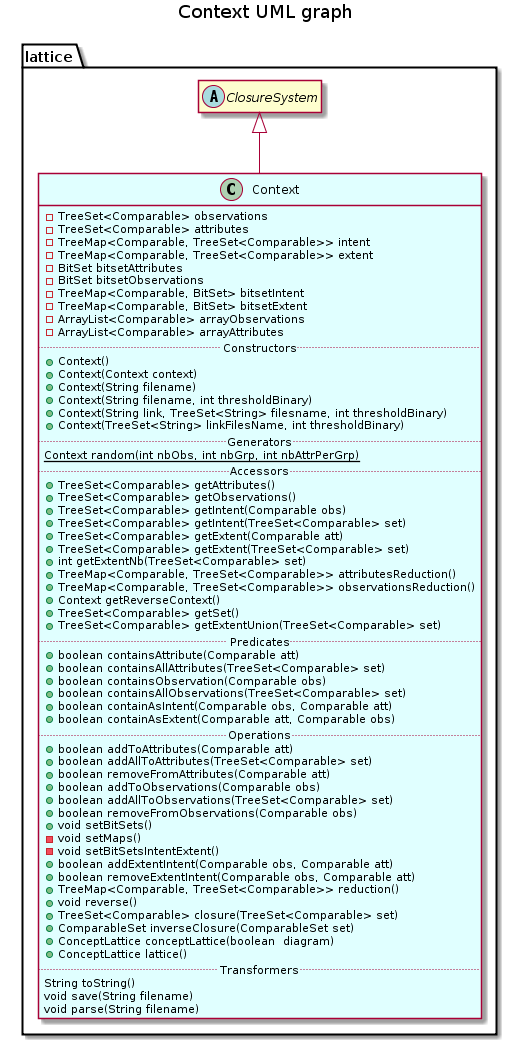 Context UML graph
lattice
A ClosureSystem
C Context
TreeSet<Comparable> observations
TreeSet<Comparable> attributes
TreeMap<Comparable, TreeSet<Comparable>> intent
TreeMap<Comparable, TreeSet<Comparable>> extent
BitSet bitsetAttributes
BitSet bitsetObservations
TreeMap<Comparable, BitSet> bitsetIntent
TreeMap<Comparable, BitSet> bitsetExtent
ArrayList<Comparable> arrayObservations
ArrayList<Comparable> arrayAttributes
Constructors
Context()
Context(Context context)
Context(String filename)
Context(String filename, int thresholdBinary)
Context(String link, TreeSet<String> filesname, int thresholdBinary)
Context(TreeSet<String> linkFilesName, int thresholdBinary)
Generators
Context random(int nbObs, int nbGrp, int nbAttrPerGrp)
Accessors
TreeSet<Comparable> getAttributes()
TreeSet<Comparable> getObservations()
TreeSet<Comparable> getIntent(Comparable obs)
TreeSet<Comparable> getIntent(TreeSet<Comparable> set)
TreeSet<Comparable> getExtent(Comparable att)
TreeSet<Comparable> getExtent(TreeSet<Comparable> set)
int getExtentNb(TreeSet<Comparable> set)
TreeMap<Comparable, TreeSet<Comparable>> attributesReduction()
TreeMap<Comparable, TreeSet<Comparable>> observationsReduction()
Context getReverseContext()
TreeSet<Comparable> getSet()
TreeSet<Comparable> getExtentUnion(TreeSet<Comparable> set)
Predicates
boolean containsAttribute(Comparable att)
boolean containsAllAttributes(TreeSet<Comparable> set)
boolean containsObservation(Comparable obs)
boolean containsAllObservations(TreeSet<Comparable> set)
boolean containAsIntent(Comparable obs, Comparable att)
boolean containAsExtent(Comparable att, Comparable obs)
Operations
boolean addToAttributes(Comparable att)
boolean addAllToAttributes(TreeSet<Comparable> set)
boolean removeFromAttributes(Comparable att)
boolean addToObservations(Comparable obs)
boolean addAllToObservations(TreeSet<Comparable> set)
boolean removeFromObservations(Comparable obs)
void setBitSets()
void setMaps()
void setBitSetsIntentExtent()
boolean addExtentIntent(Comparable obs, Comparable att)
boolean removeExtentIntent(Comparable obs, Comparable att)
TreeMap<Comparable, TreeSet<Comparable>> reduction()
void reverse()
TreeSet<Comparable> closure(TreeSet<Comparable> set)
ComparableSet inverseClosure(ComparableSet set)
ConceptLattice conceptLattice(boolean  diagram)
ConceptLattice lattice()
Transformers
String toString()
void save(String filename)
void parse(String filename)